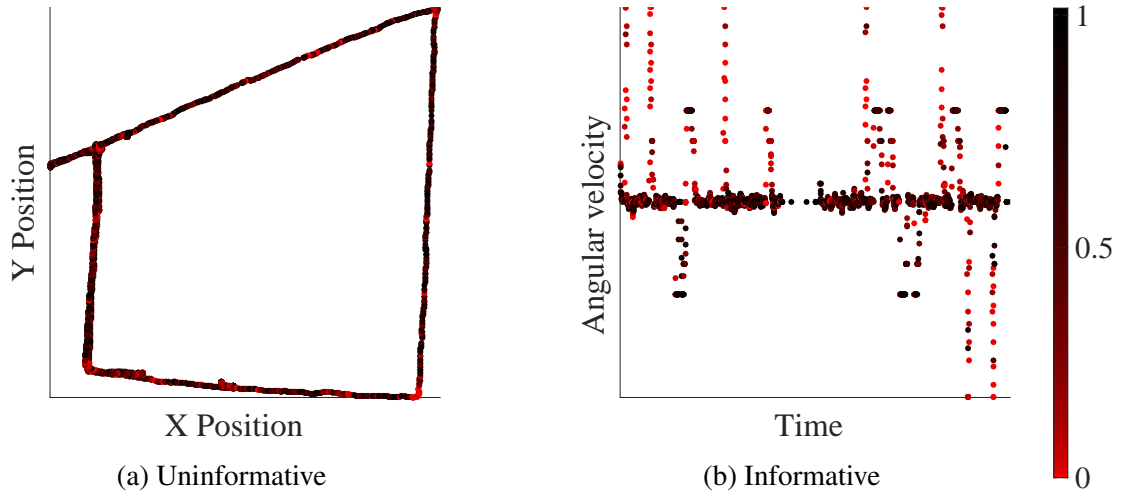 Y Position
X Position
(a) Uninformative
Angular velocity
Time
(b) Informative
1
0.5
0